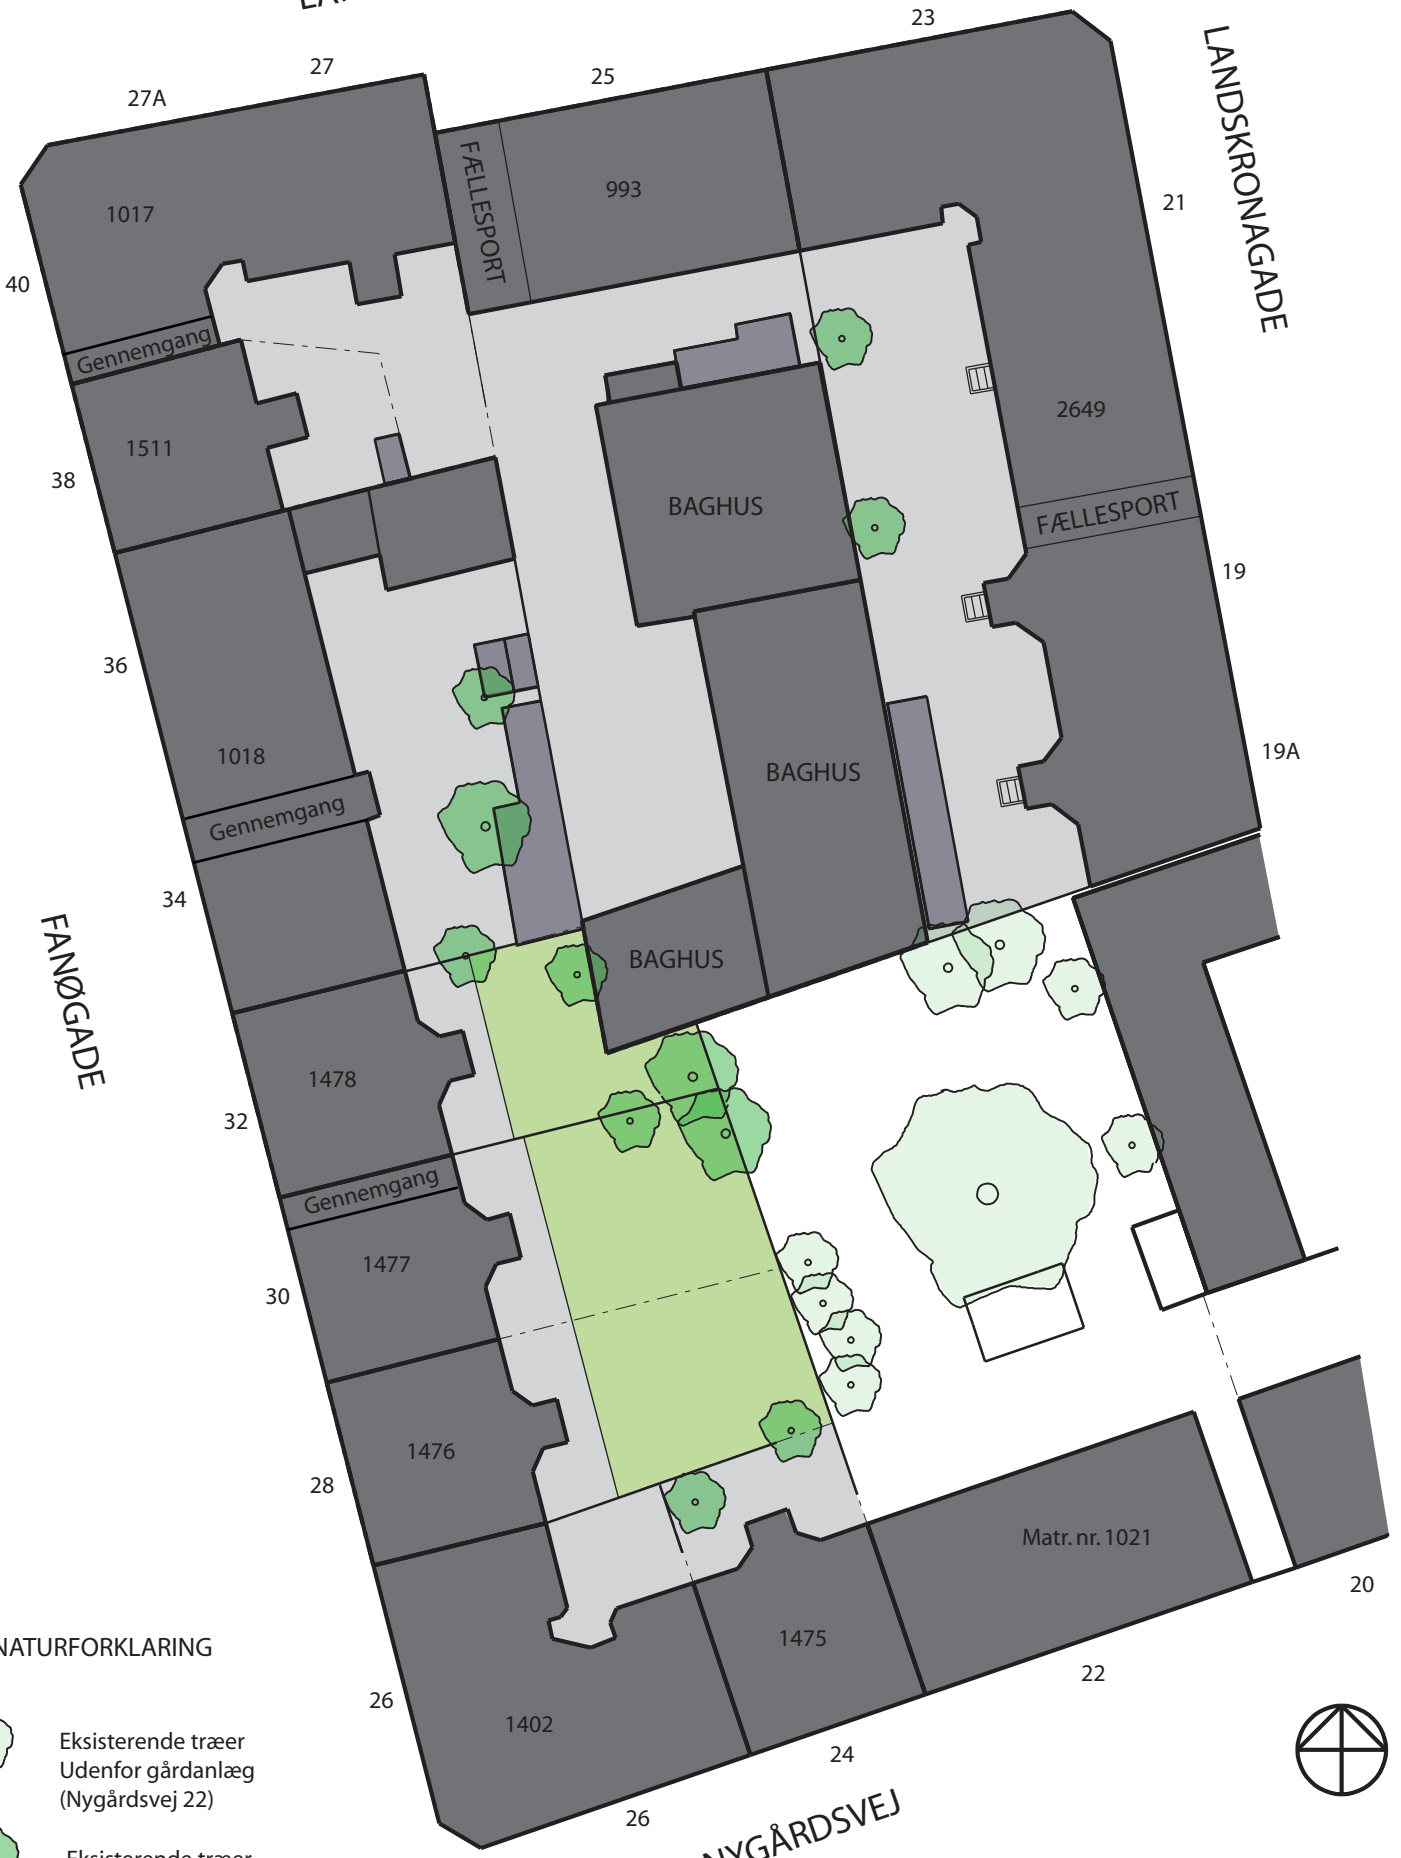 23
27
25
27A
LANDSKRONAGADE
FÆLLESPORT
993
21
1017
40
Gennemgang
2649
1511
38
BAGHUS
FÆLLESPORT
19
36
19A
1018
BAGHUS
Gennemgang
34
FANØGADE
BAGHUS
1478
32
Gennemgang
1477
30
1476
28
Matr. nr. 1021
20
1475
NATURFORKLARING
22
26
1402
Eksisterende træer
Udenfor gårdanlæg
(Nygårdsvej 22)
24
26
NYGÅRDSVEJ
Eksisterende træer